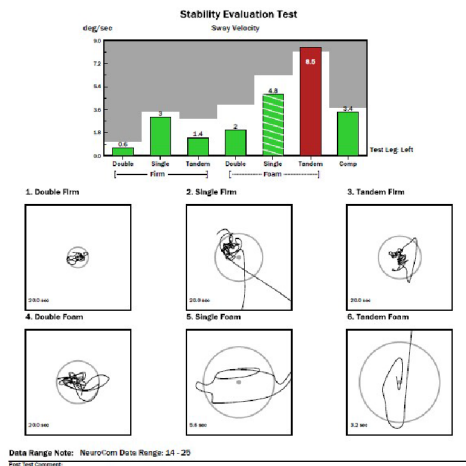 Stability Evaluation Test
deg/sec
Sway Velocity
9.0
7.2
5.4
3.6
1.8
0.0
0.6
3
1.4
2
4.8
8.5
3.4
Test Leg: Left
Double Single Tandem Double Single Tandem Comp
[ Firm ] [ Foam ]
1. Double Firm
2. Single Firm
3. Tandem Firm
20.0 sec
20.0 sec
20.0 sec
4. Double Foam
5. Single Foam
6. Tandem Foam
20.0 sec
5.6 sec
3.2 sec
Data Range Note: NeuroCom Data Range: 14 - 25
Post Test Comment: